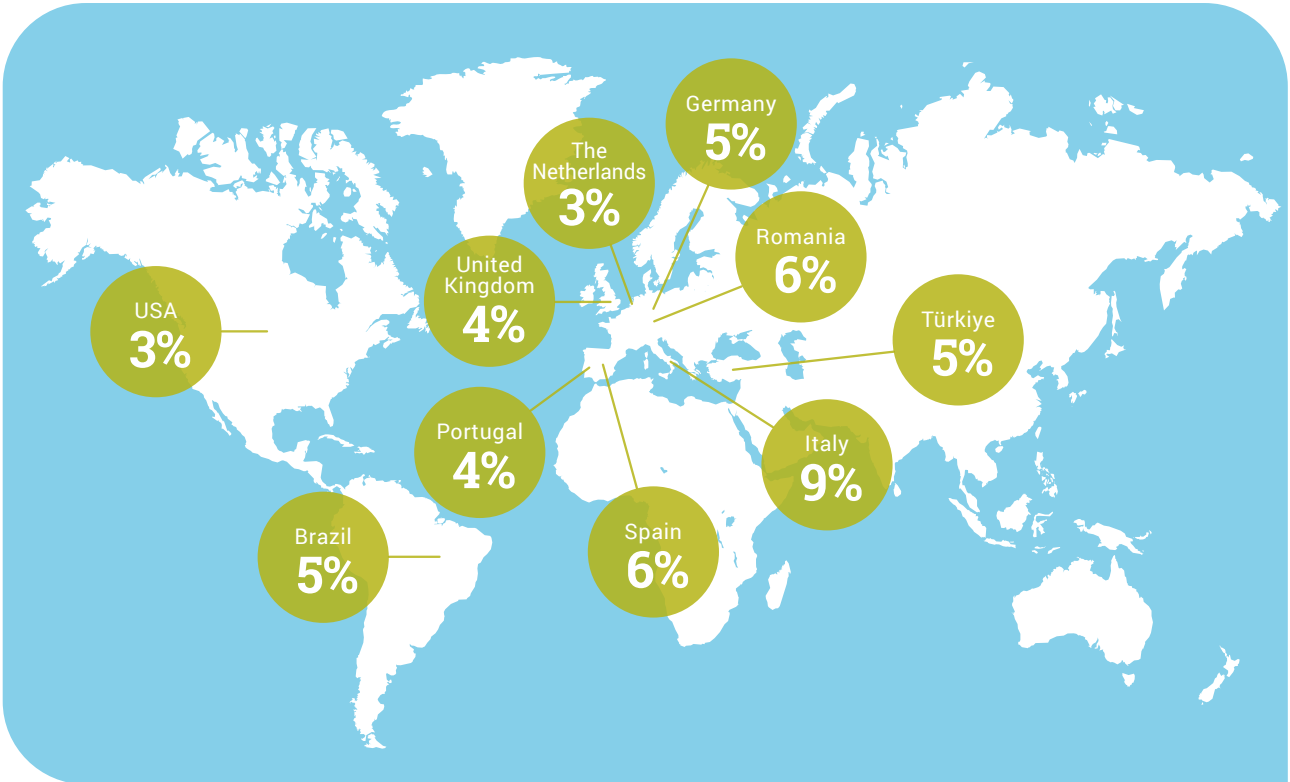 Germany
5%
The
Netherlands
3%
Romania
6%
United
Kingdom
4%
USA
3%
Türkiye
5%
Portugal
4%
Italy
9%
Brazil
5%
Spain
6%